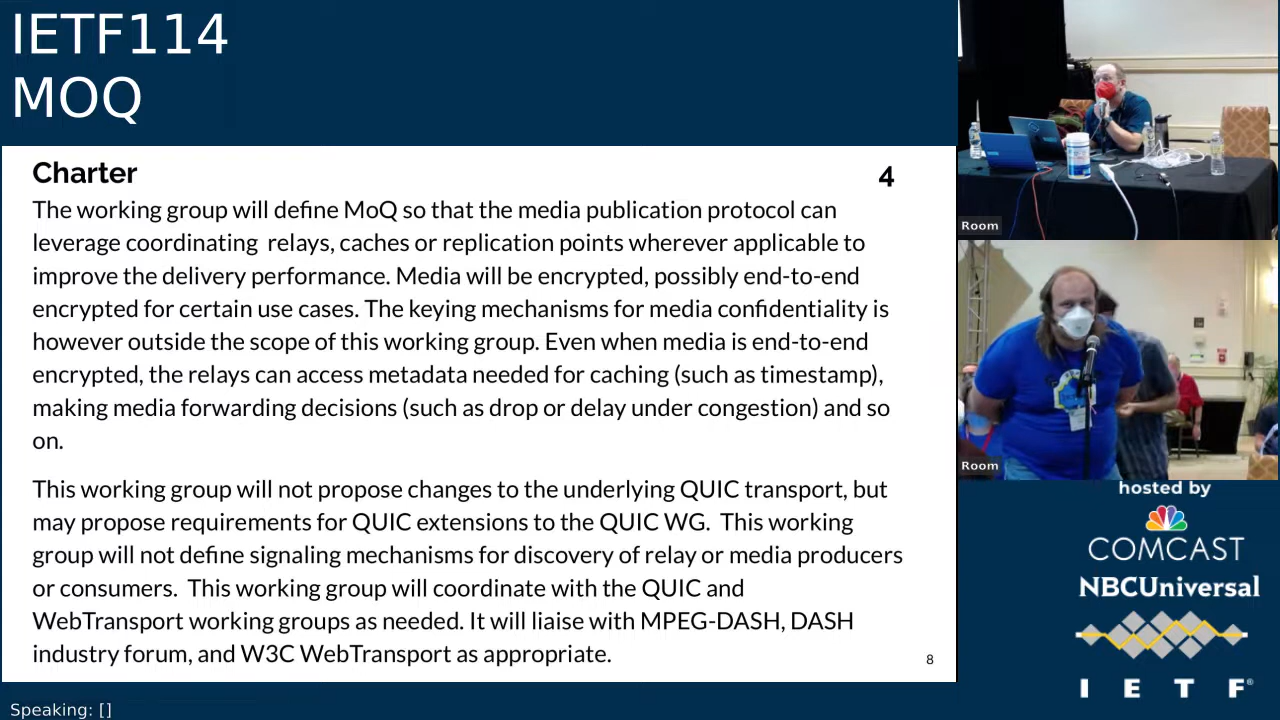 IETF114
MOQ
Charter
4
The working group will define MoQ so that the media publication protocol can
leverage coordinating relays, caches or replication points wherever applicable to
improve the delivery performance. Media will be encrypted, possibly end-to-end
encrypted for certain use cases. The keying mechanisms for media confidentiality is
however outside the scope of this working group. Even when media is end-to-end
encrypted, the relays can access metadata needed for caching (such as timestamp),
making media forwarding decisions (such as drop or delay under congestion) and so
on.
This working group will not propose changes to the underlying QUIC transport, but
may propose requirements for QUIC extensions to the QUIC WG. This working
group will not define signaling mechanisms for discovery of relay or media producers
or consumers. This working group will coordinate with the QUIC and
WebTransport working groups as needed. It will liaise with MPEG-DASH, DASH
industry forum, and W3C WebTransport as appropriate.
8
Room
Room
hosted by
COMCAST
NBCUniversal
I E T F®
Speaking: []